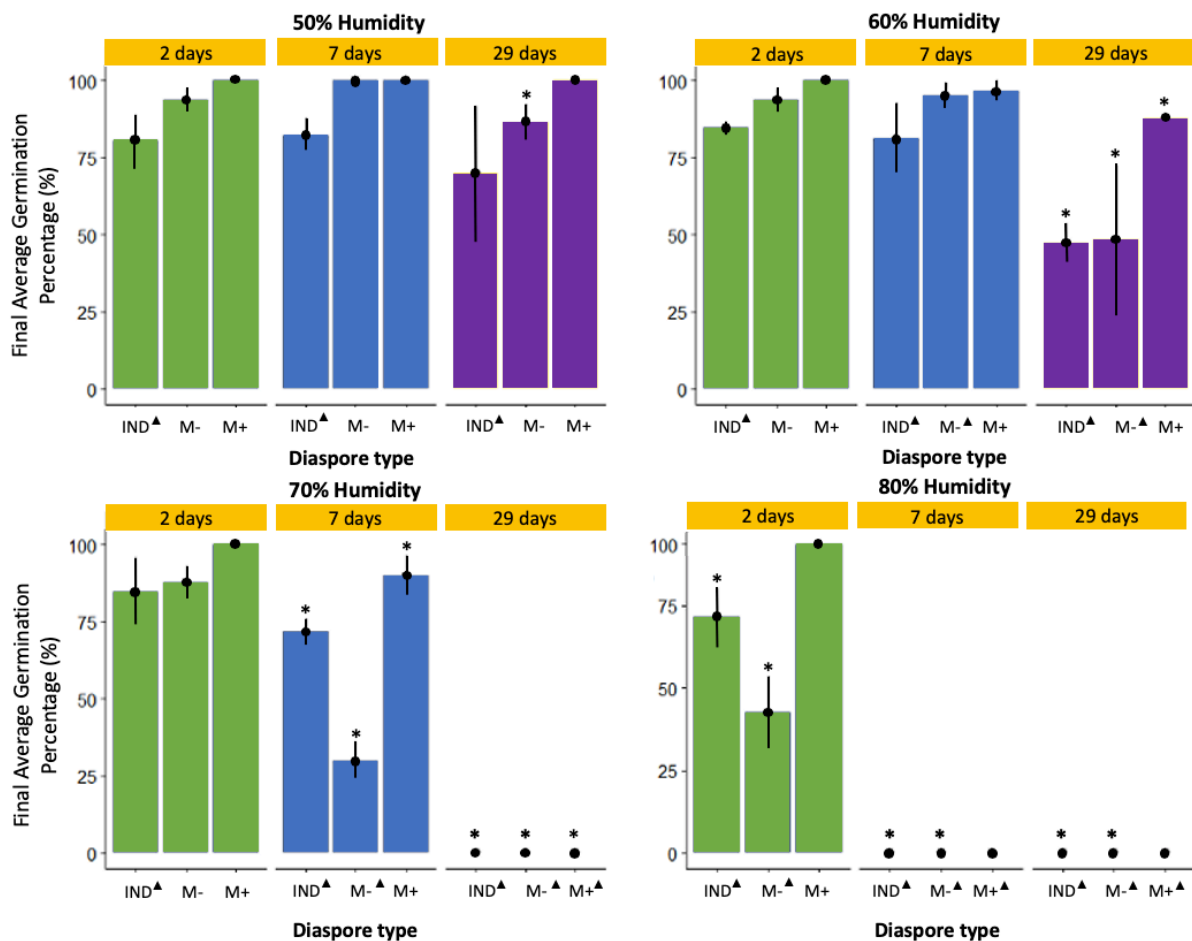 50% Humidity
60% Humidity
2 days 7 days 29 days
2 days 7 days 29 days
Final Average Germination
Percentage (%)
100
75
50
25
0
* 
100
75
50
25
0
* * *
IND▲ M- M+ IND▲ M- M+ IND▲ M- M+
IND▲ M- M+ IND▲ M-▲ M+ IND▲ M-▲ M+
Diaspore type
Diaspore type
70% Humidity
80% Humidity
2 days 7 days 29 days
2 days 7 days 29 days
Final Average Germination
Percentage (%)
100
75
50
25
0
* * * * * *
100
75
50
25
0
* * * * * *
IND▲ M- M+ IND▲ M-▲ M+ IND▲ M-▲ M+▲
IND▲ M-▲ M+ IND▲ M-▲ M+▲ IND▲ M-▲ M+▲
Diaspore type
Diaspore type